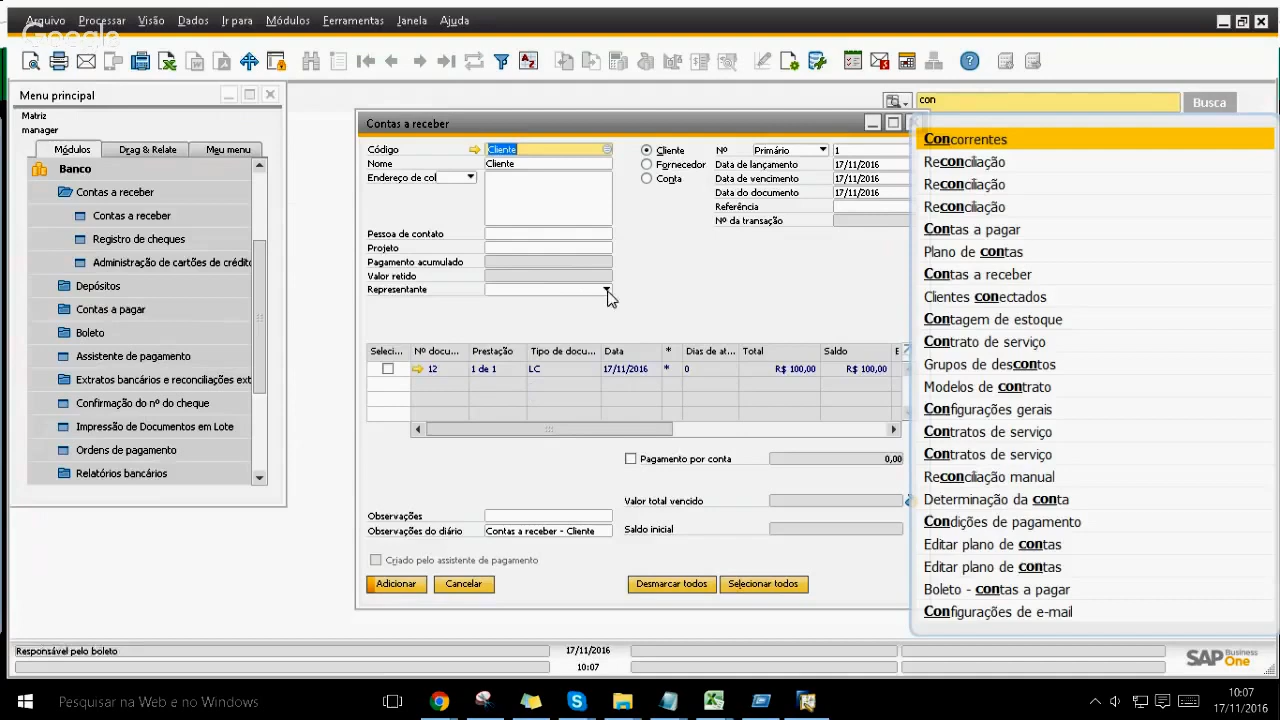 Arquivo Processar Visão Dados Ir para Módulos Ferramentas Janela Ajuda
Google
Menu principal
Matriz
manager
Módulos Drag & Relate Meu menu
Banco
Contas a receber
Contas a receber
Registro de cheques
Administração de cartões de crédito
Depósitos
Contas a pagar
Boleto
Assistente de pagamento
Extratos bancários e reconciliações ext
Confirmação do nº do cheque
Impressão de Documentos em Lote
Ordens de pagamento
Relatórios bancários
Contas a receber
Código Cliente
Nome Cliente
Endereço de col
Pessoa de contato
Projeto
Pagamento acumulado
Valor retido
Representante
Cliente
Fornecedor
Conta
Nº Primário 1
Data de lançamento 17/11/2016
Data de vencimento 17/11/2016
Data do documento 17/11/2016
Referência
Nº da transação
Seleci... Nº docu... Prestação Tipo de docu... Data * Dias de at... Total Saldo
12 1 de 1 LC 17/11/2016 * 0 R$ 100,00 R$ 100,00
Pagamento por conta 0,00
Valor total vencido
Observações
Observações do diário Contas a receber - Cliente
Saldo inicial
Criado pelo assistente de pagamento
Adicionar Cancelar Desmarcar todos Selecionar todos
con Busca
Concorrentes
Reconciliação
Reconciliação
Reconciliação
Contas a pagar
Plano de contas
Contas a receber
Clientes conectados
Contagem de estoque
Contrato de serviço
Grupos de descontos
Modelos de contrato
Configurações gerais
Contratos de serviço
Contratos de serviço
Reconciliação manual
Determinação da conta
Condições de pagamento
Editar plano de contas
Editar plano de contas
Boleto - contas a pagar
Configurações de e-mail
Responsável pelo boleto 17/11/2016
10:07
SAP Business One
Pesquisar na Web e no Windows
10:07
17/11/2016